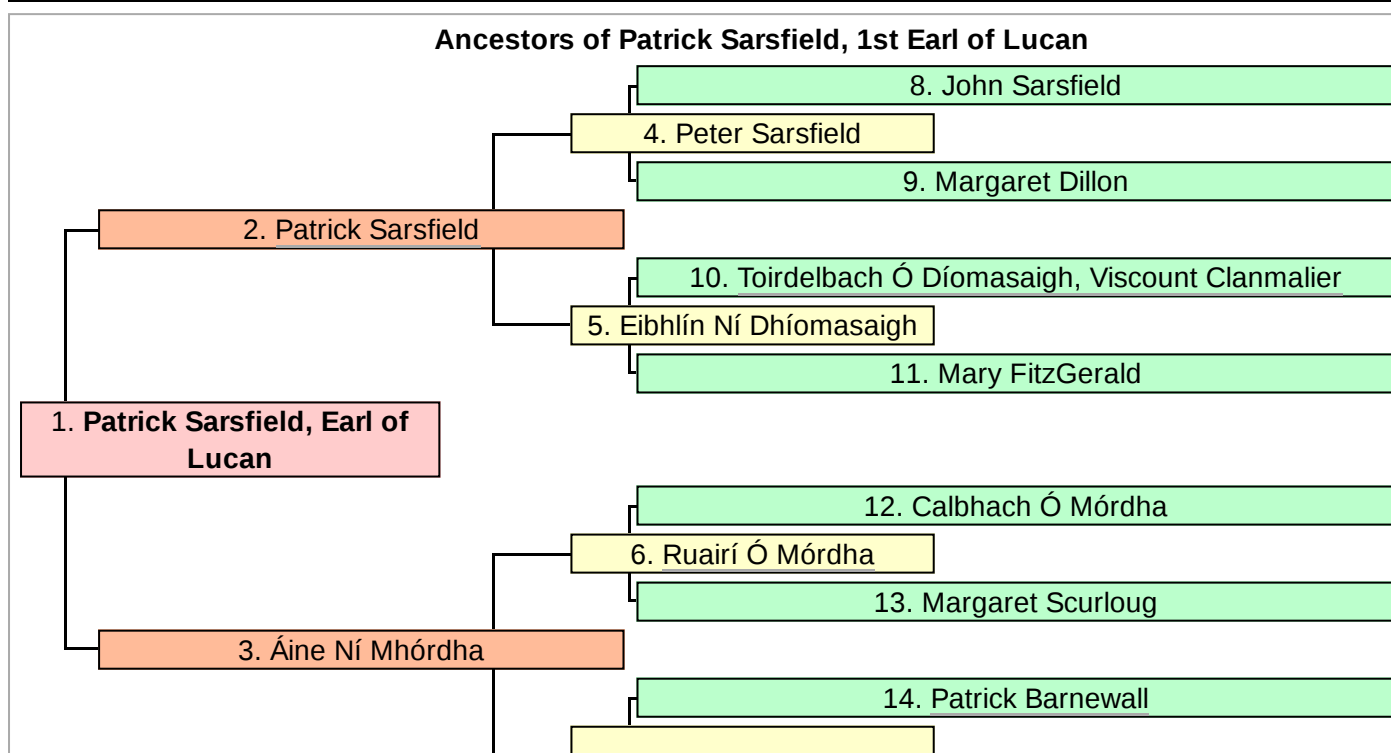 Ancestors of Patrick Sarsfield, 1st Earl of Lucan
8. John Sarsfield
4. Peter Sarsfield
9. Margaret Dillon
2. Patrick Sarsfield
10. Toirdelbach Ó Díomasaigh, Viscount Clanmalier
5. Eibhlín Ní Dhíomasaigh
11. Mary FitzGerald
1. Patrick Sarsfield, Earl of
Lucan
12. Calbhach Ó Mórdha
6. Ruairí Ó Mórdha
13. Margaret Scurloug
3. Áine Ní Mhórdha
14. Patrick Barnewall